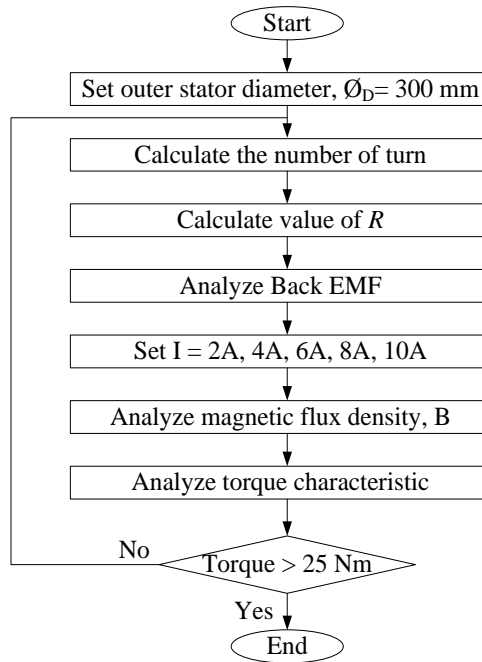 Start
Set outer stator diameter, Ø_D= 300 mm
Calculate the number of turn
Calculate value of R
Analyze Back EMF
Set I = 2A, 4A, 6A, 8A, 10A
Analyze magnetic flux density, B
Analyze torque characteristic
No
Torque > 25 Nm
Yes
End